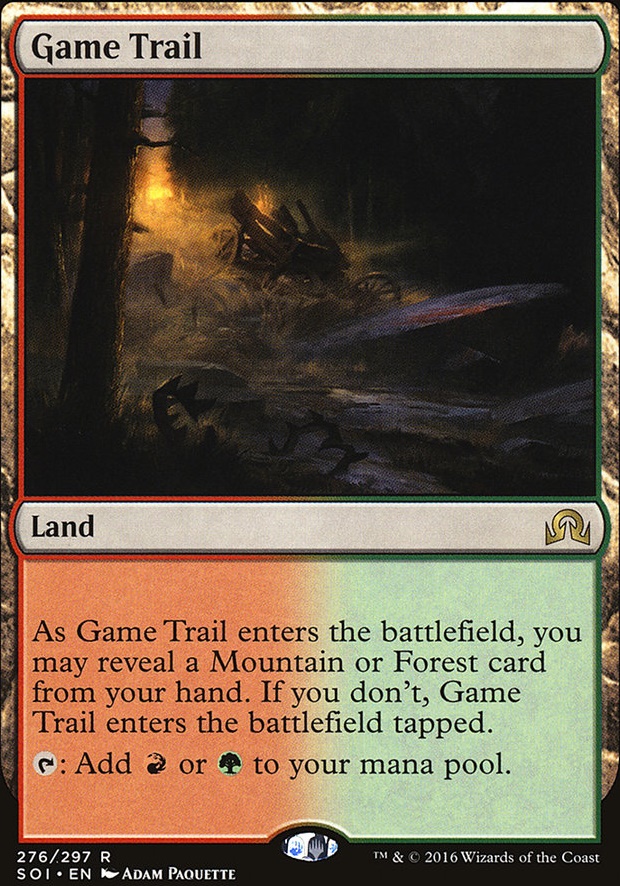 Game Trail
Land
As Game Trail enters the battlefield, you
may reveal a Mountain or Forest card
from your hand. If you don't, Game
Trail enters the battlefield tapped.
: Add or to your mana pool.
276/297 R
SOI • EN Adam Paquette
™ & © 2016 Wizards of the Coast